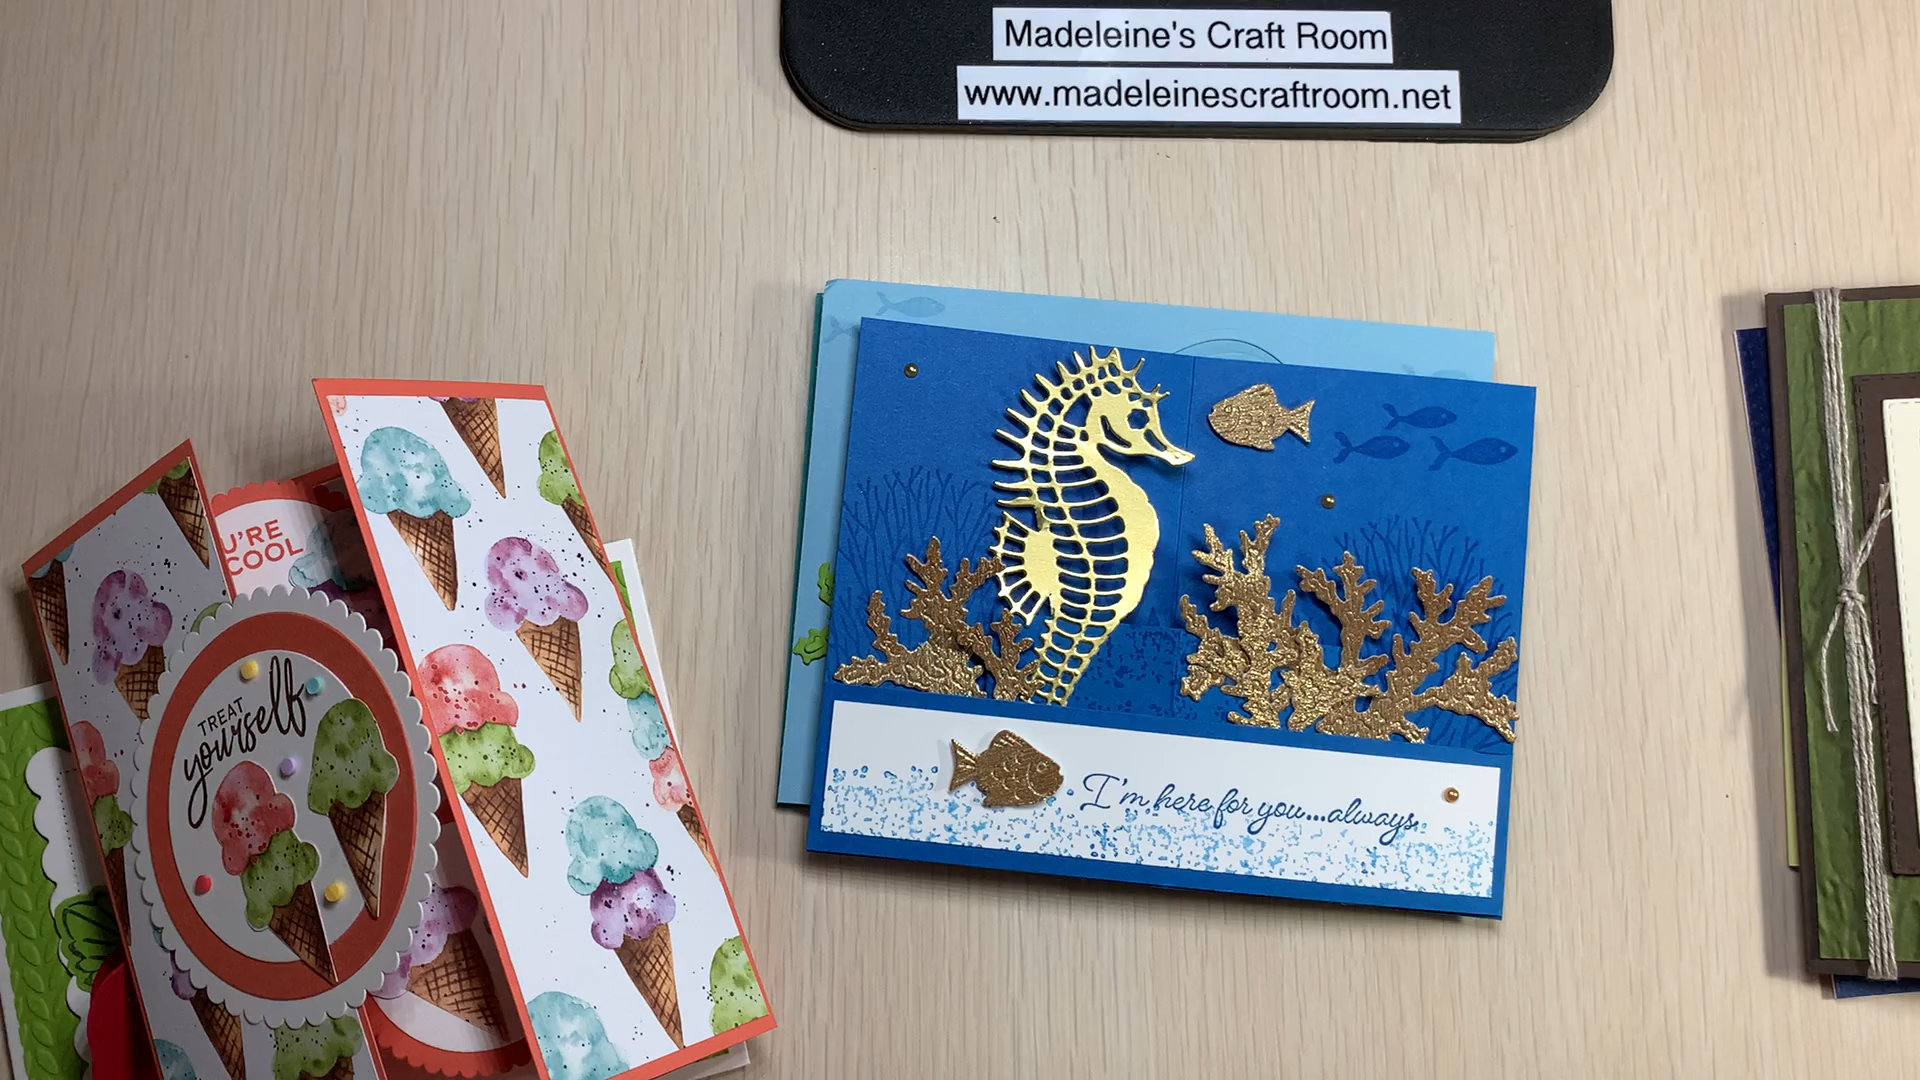 Madeleine's Craft Room
www.madeleinescraftroom.net
U'RE
COOL
TREAT
yourself
I'm here for you...always.